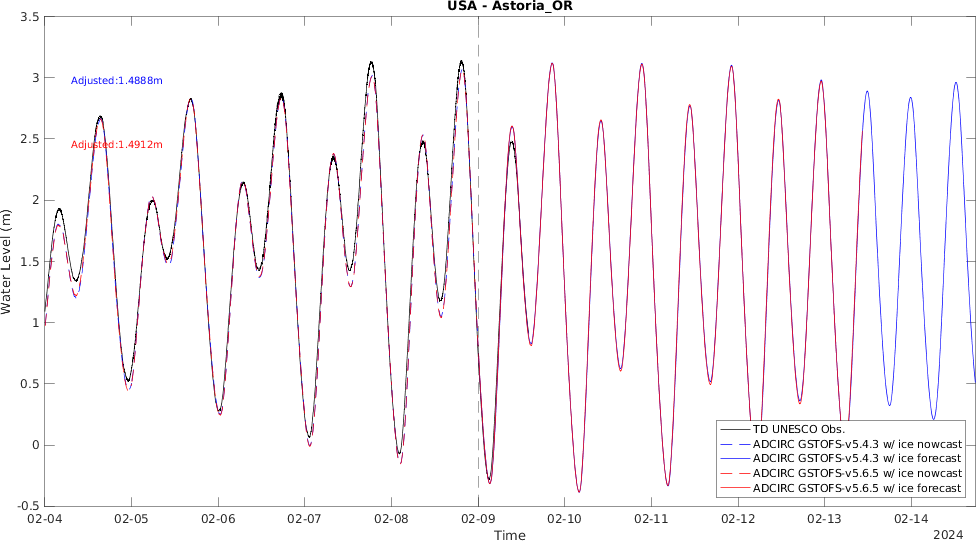 USA - Astoria_OR
3.5
3
2.5
2
1.5
1
0.5
0
-0.5
Water Level (m)
Adjusted:1.4888m
Adjusted:1.4912m
TD UNESCO Obs.
ADCIRC GSTOFS-v5.4.3 w/ ice nowcast
ADCIRC GSTOFS-v5.4.3 w/ ice forecast
ADCIRC GSTOFS-v5.6.5 w/ ice nowcast
ADCIRC GSTOFS-v5.6.5 w/ ice forecast
02-04 02-05 02-06 02-07 02-08 02-09 02-10 02-11 02-12 02-13 02-14
Time
2024